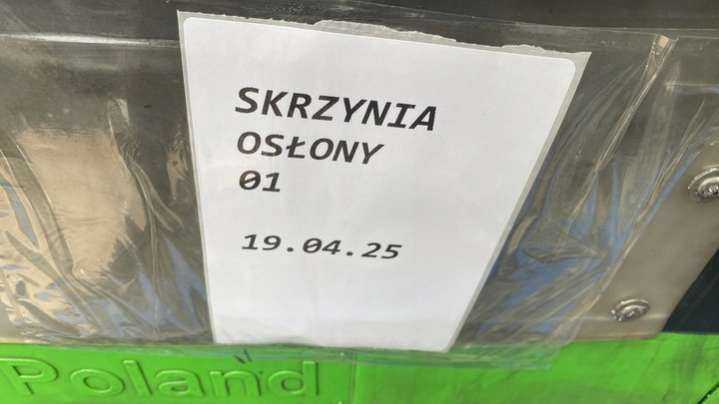 SKRZYNIA
OSŁONY
01
19.04.25
Poland